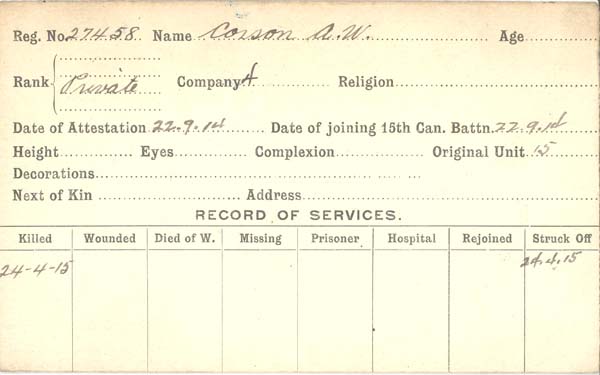 Reg. No. 27458 Name Corson A.W. Age
Rank Private Company A Religion
Date of Attestation 22.9.14 Date of joining 15th Can. Battn. 22.9.14
Height Eyes Complexion Original Unit 15
Decorations
Next of Kin Address
RECORD OF SERVICES.
Killed Wounded Died of W. Missing Prisoner Hospital Rejoined Struck Off
24-4-15 24.4.15